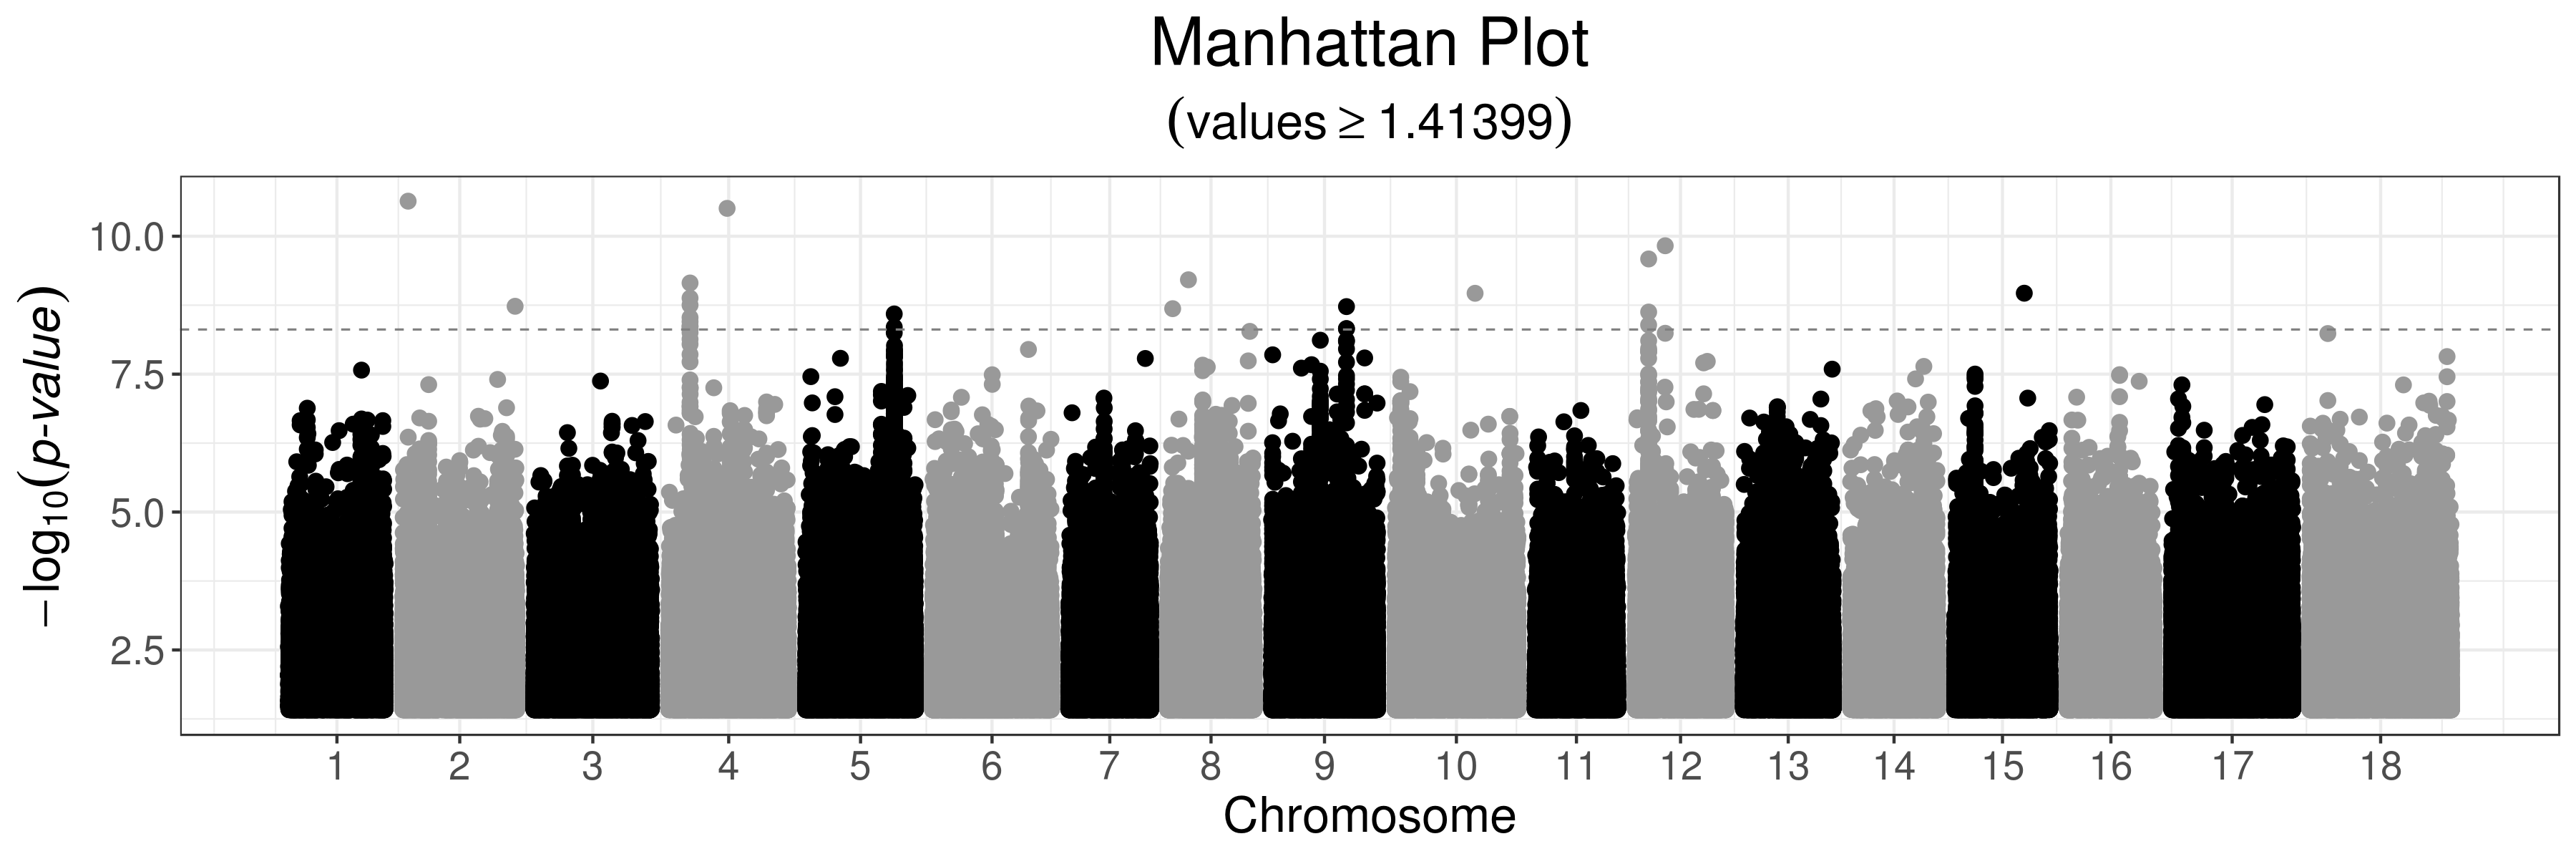 Manhattan Plot
(values ≥ 1.41399)
−log10(p-value)
10.0
7.5
5.0
2.5
1 2 3 4 5 6 7 8 9 10 11 12 13 14 15 16 17 18
Chromosome